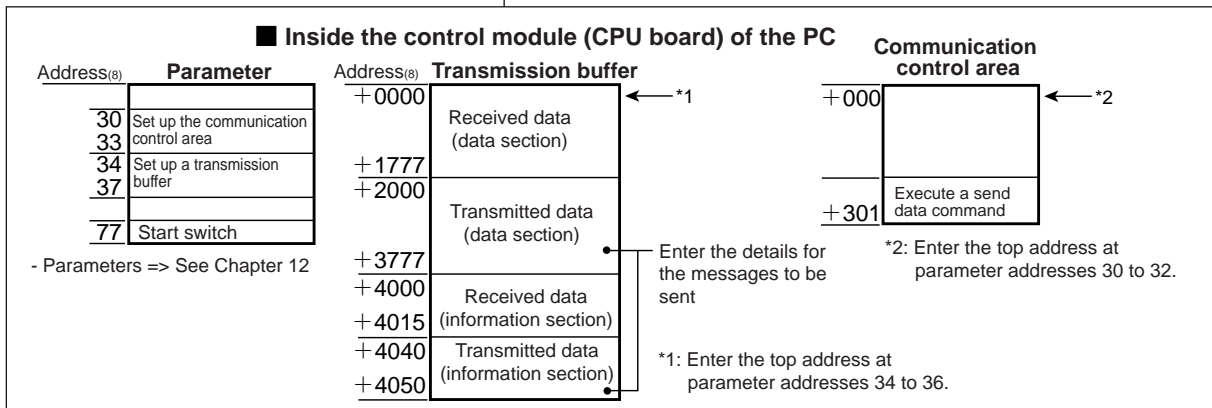 ■ Inside the control module (CPU board) of the PC
Address(8) Parameter
30
33
Set up the communication
control area
34
37
Set up a transmission
buffer
77 Start switch
- Parameters => See Chapter 12
Address(8) Transmission buffer
+0000
*1
Received data
(data section)
+1777
+2000
Transmitted data
(data section)
+3777
+4000
Received data
(information section)
+4015
+4040
Transmitted data
(information section)
+4050
Enter the details for
the messages to be
sent
*1: Enter the top address at
parameter addresses 34 to 36.
Communication
control area
+000
*2
Execute a send
data command
+301
*2: Enter the top address at
parameter addresses 30 to 32.